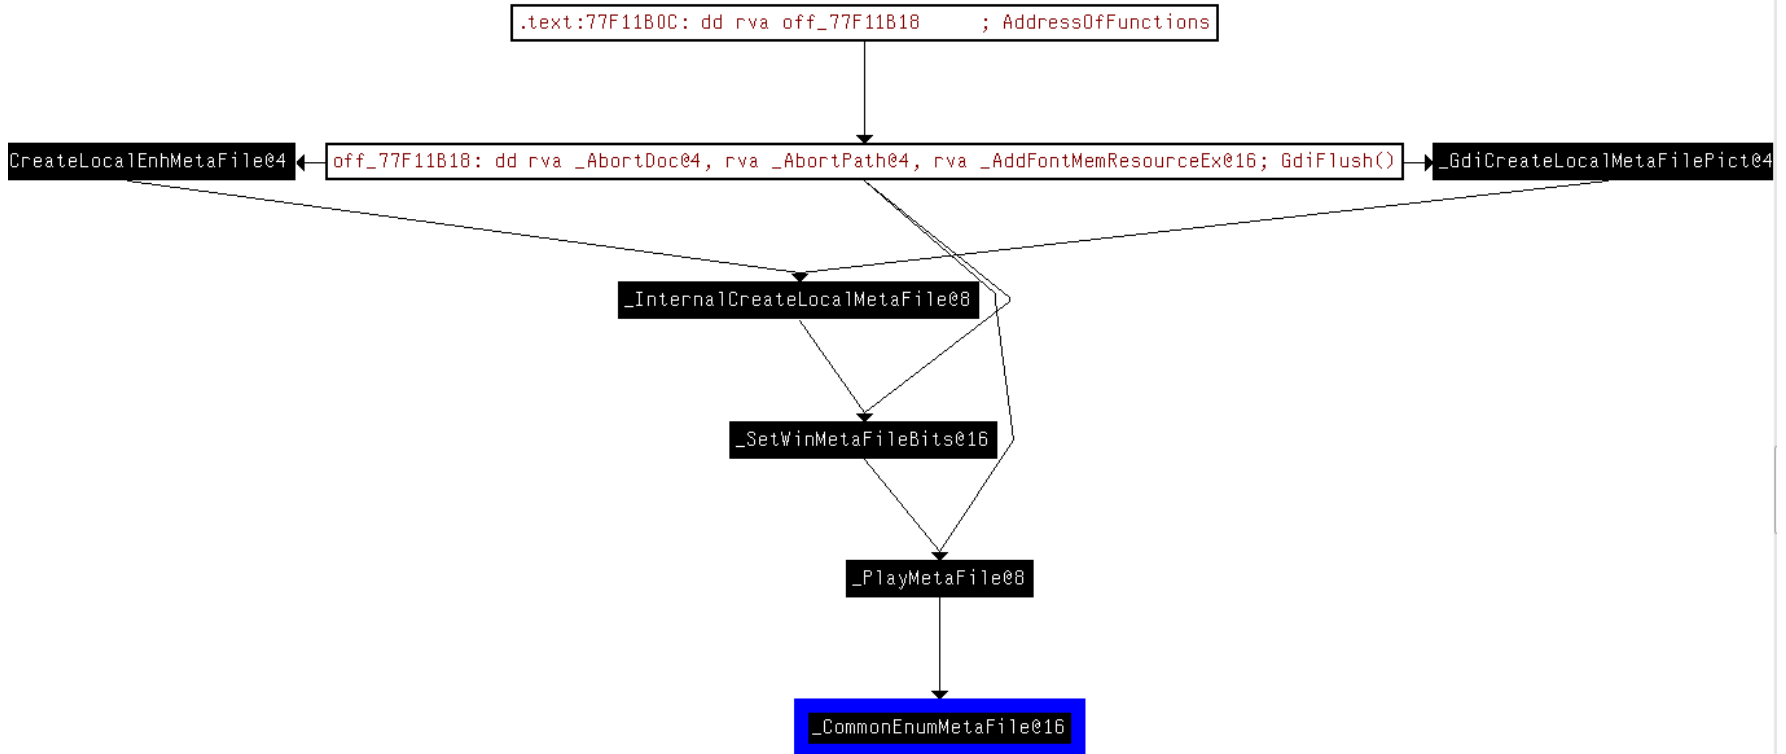 .text:77F11B0C: dd rva off_77F11B18     ; AddressOfFunctions
CreateLocalEnhMetaFile@4
off_77F11B18: dd rva _AbortDoc@4, rva _AbortPath@4, rva _AddFontMemResourceEx@16; GdiFlush()
_GdiCreateLocalMetaFilePict@4
_InternalCreateLocalMetaFile@8
_SetWinMetaFileBits@16
_PlayMetaFile@8
_CommonEnumMetaFile@16